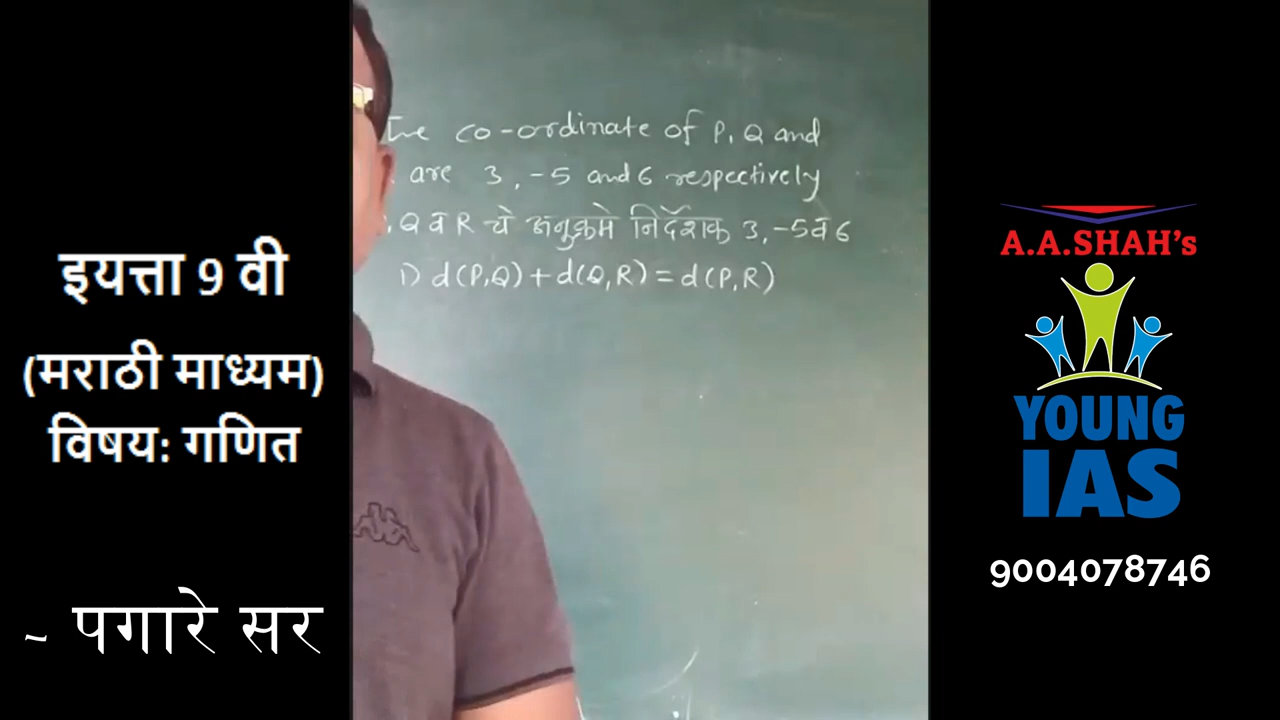 इयत्ता 9 वी
(मराठी माध्यम)
विषय: गणित
~ पगारे सर
co-ordinate of P, Q and
are 3, -5 and 6 respectively
Q व R चे अनुक्रमे निर्देशक 3, -5 व 6
1) d(P,Q) + d(Q,R) = d(P,R)
A.A.SHAH's
YOUNG
IAS
9004078746